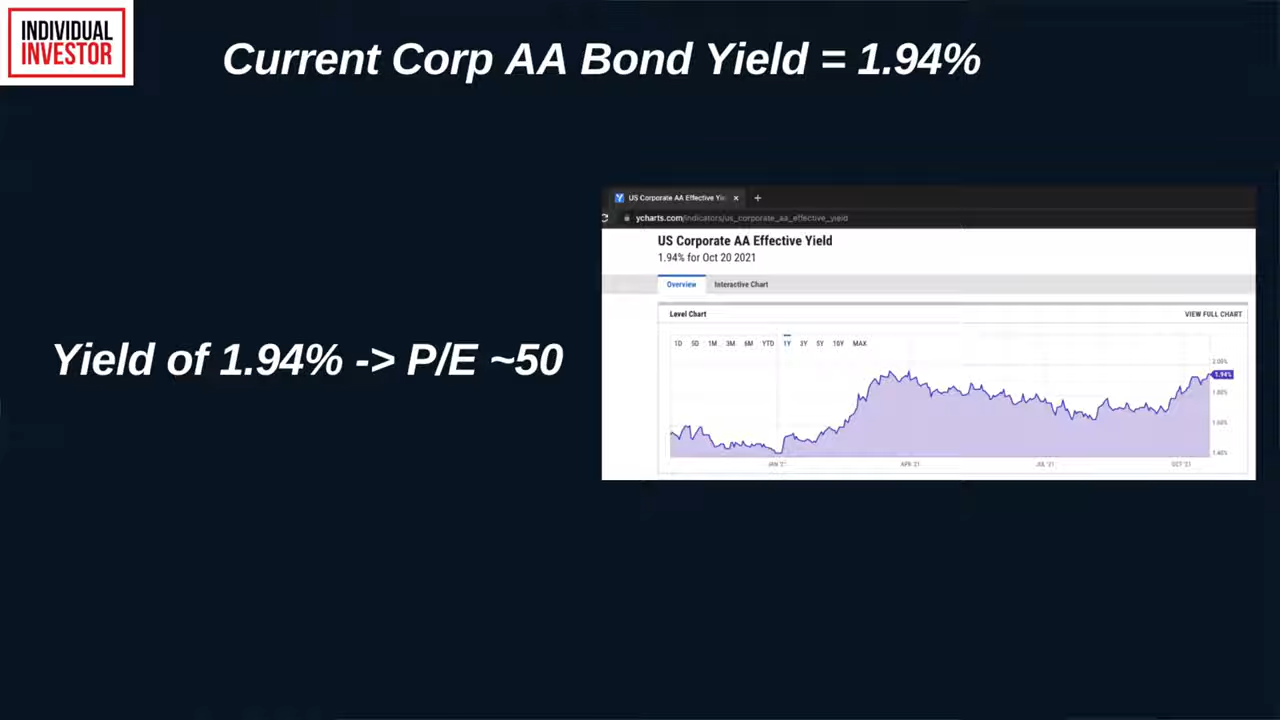 INDIVIDUAL
INVESTOR
Current Corp AA Bond Yield = 1.94%
Yield of 1.94% -> P/E ~50
US Corporate AA Effective Yie
ycharts.com/indicators/us_corporate_aa_effective_yield
US Corporate AA Effective Yield
1.94% for Oct 20 2021
Overview Interactive Chart
Level Chart VIEW FULL CHART
1D 5D 1M 3M 6M YTD 1Y 3Y 5Y 10Y MAX
2.00%
1.94%
1.80%
1.60%
1.40%
JAN '21 APR '21 JUL '21 OCT '21